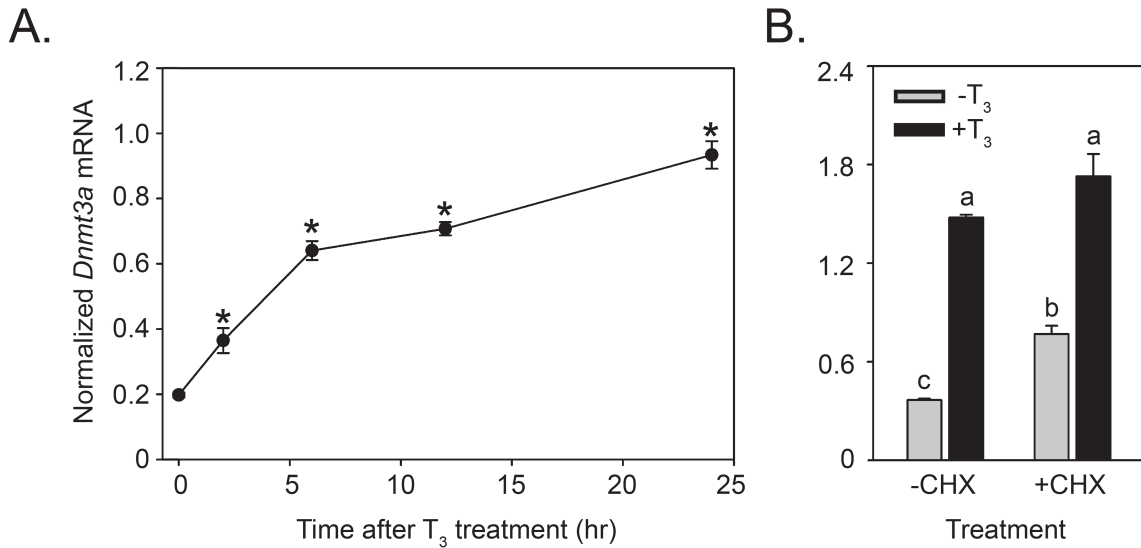 A.
1.2
1.0
0.8
0.6
0.4
0.2
0
Normalized Dnmt3a mRNA
*
*
*
*
0
5
10
15
20
25
Time after T3 treatment (hr)
B.
2.4
1.8
1.2
0.6
0
-T3
+T3
c
a
b
a
-CHX
+CHX
Treatment